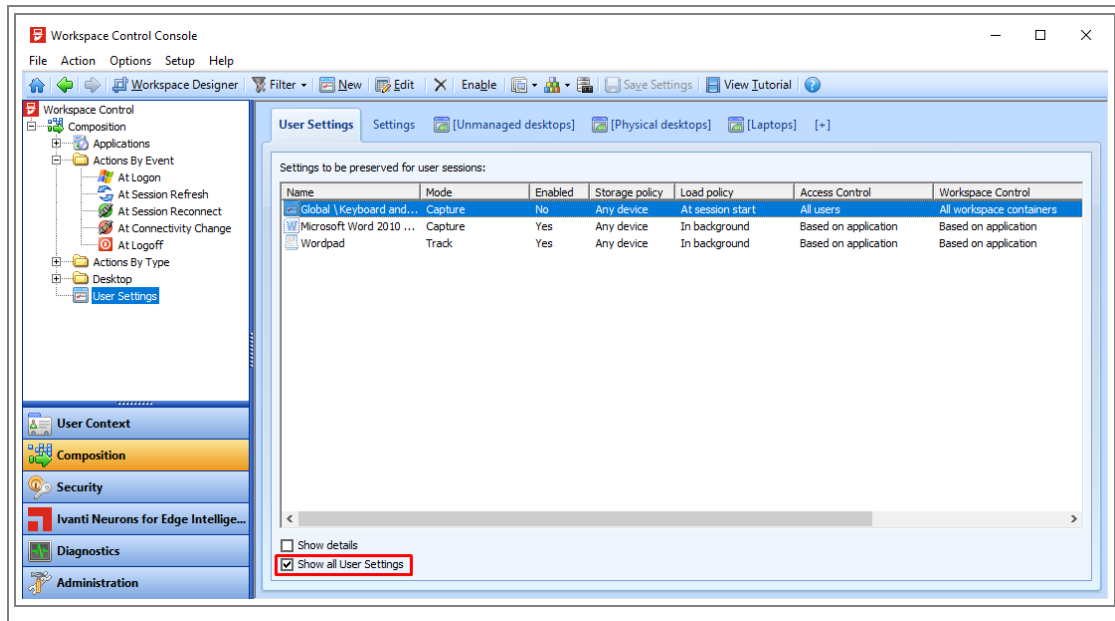 Workspace Control Console
File Action Options Setup Help
Workspace Designer Filter New Edit Enable Save Settings View Tutorial
Workspace Control
Composition
Applications
Actions By Event
At Logon
At Session Refresh
At Session Reconnect
At Connectivity Change
At Logoff
Actions By Type
Desktop
User Settings
User Context
Composition
Security
Ivanti Neurons for Edge Intellige...
Diagnostics
Administration
User Settings Settings [Unmanaged desktops] [Physical desktops] [Laptops] [+]
Settings to be preserved for user sessions:
Name Mode Enabled Storage policy Load policy Access Control Workspace Control
Global \ Keyboard and... Capture No Any device At session start All users All workspace containers
Microsoft Word 2010 ... Capture Yes Any device In background Based on application Based on application
Wordpad Track Yes Any device In background Based on application Based on application
Show details
Show all User Settings